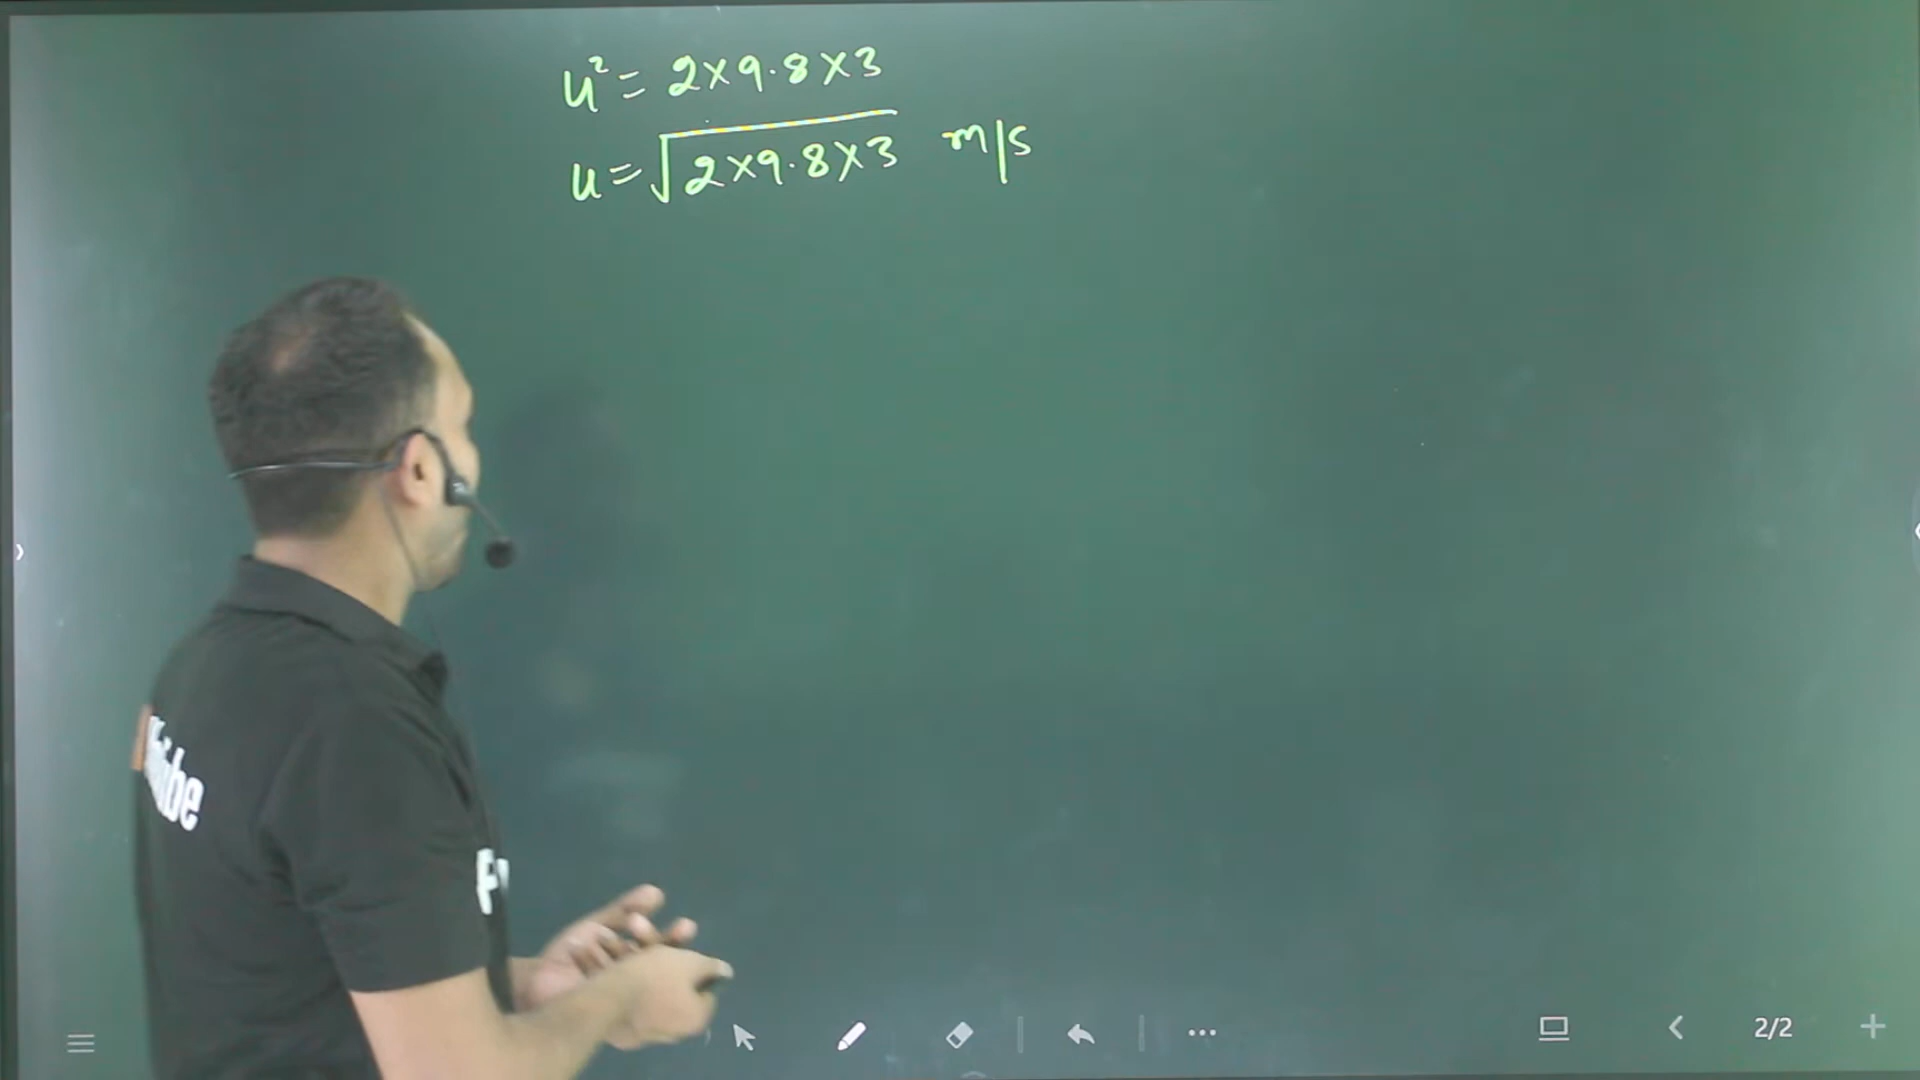 u² = 2×9.8×3
u = √2×9.8×3 m/s
2/2